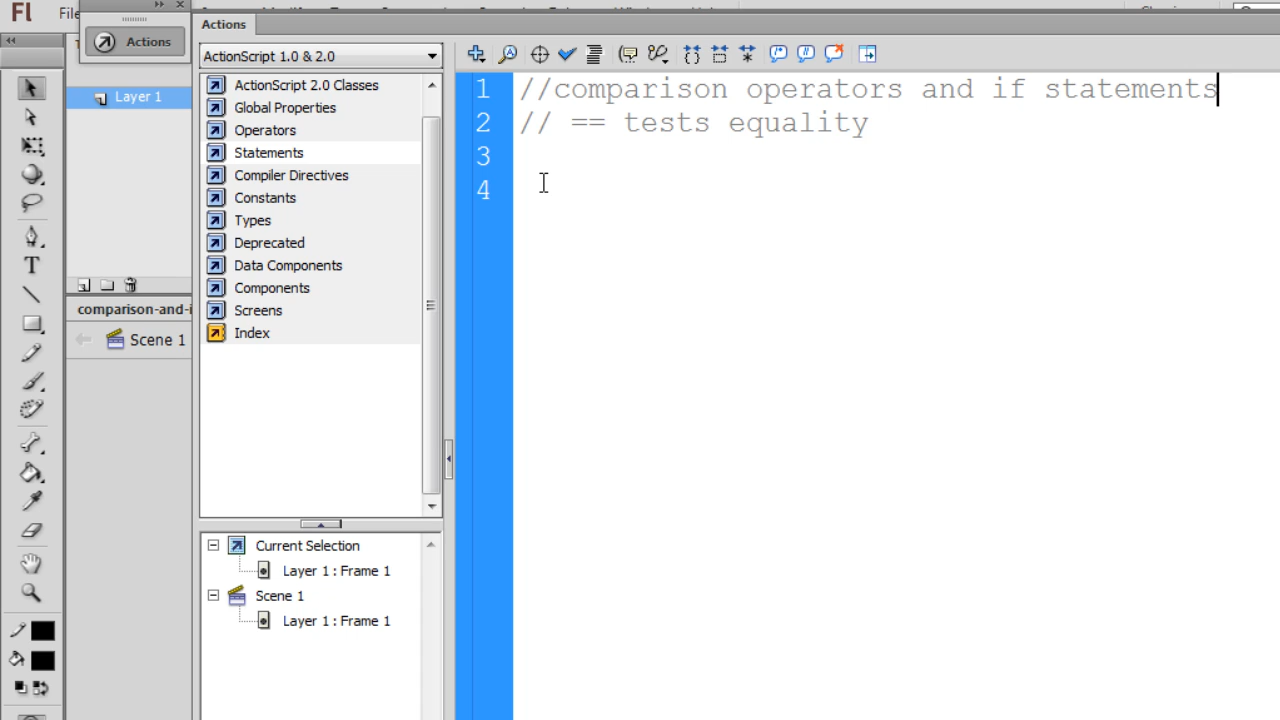 Fl File
Actions
Actions
ActionScript 1.0 & 2.0
ActionScript 2.0 Classes
Global Properties
Operators
Statements
Compiler Directives
Constants
Types
Deprecated
Data Components
Components
Screens
Index
Current Selection
Layer 1 : Frame 1
Scene 1
Layer 1 : Frame 1
Layer 1
comparison-and-i
Scene 1
1 //comparison operators and if statements
2 // == tests equality
3
4